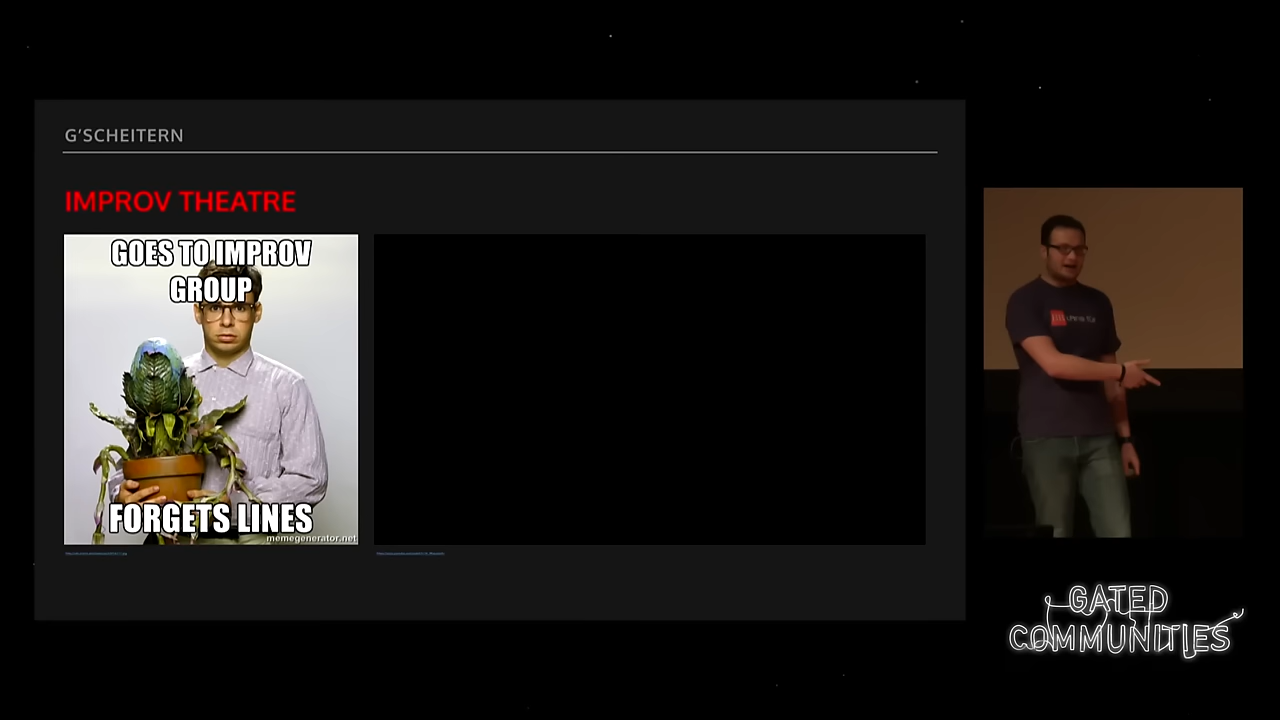 G'SCHEITERN
IMPROV THEATRE
GOES TO IMPROV
GROUP
FORGETS LINES
memegenerator.net
GATED
COMMUNITIES